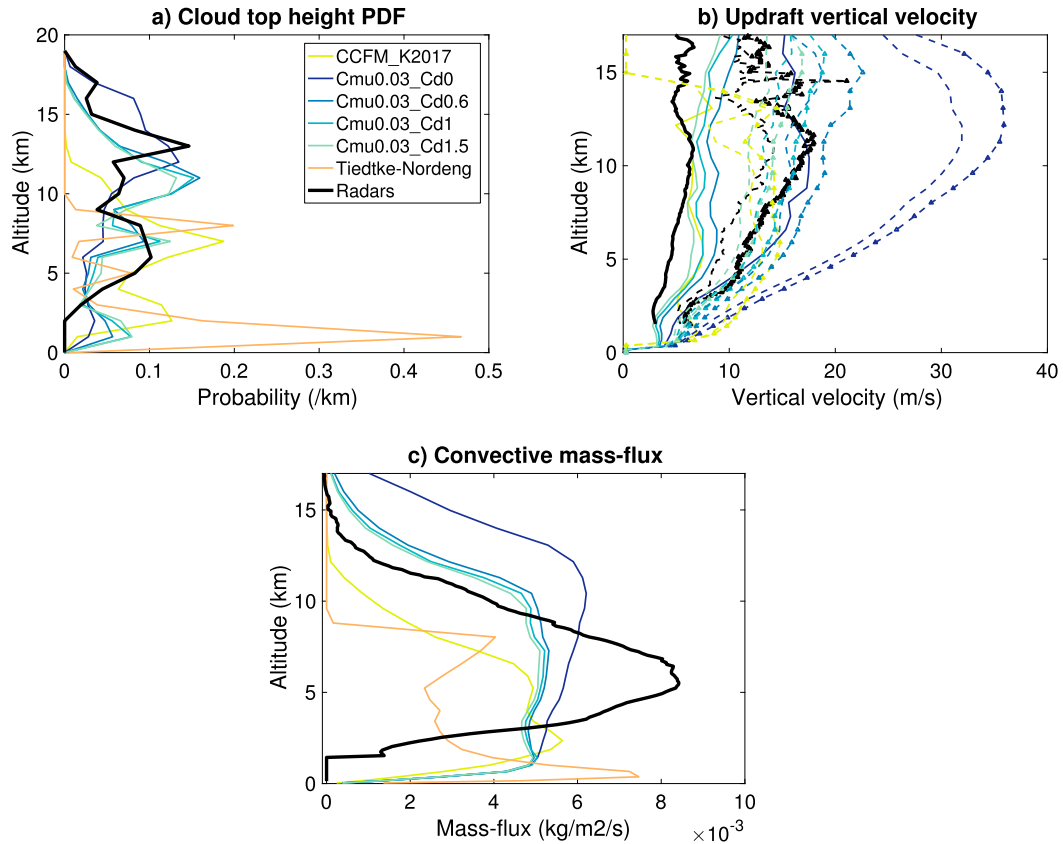 a) Cloud top height PDF
20
15
10
5
0
Altitude (km)
0
0.1
0.2
0.3
0.4
0.5
Probability (/km)
CCFM_K2017
Cmu0.03_Cd0
Cmu0.03_Cd0.6
Cmu0.03_Cd1
Cmu0.03_Cd1.5
Tiedtke-Nordeng
Radars
b) Updraft vertical velocity
15
10
5
0
Altitude (km)
0
10
20
30
40
Vertical velocity (m/s)
c) Convective mass-flux
15
10
5
0
Altitude (km)
0
2
4
6
8
10
Mass-flux (kg/m2/s)
×10⁻³